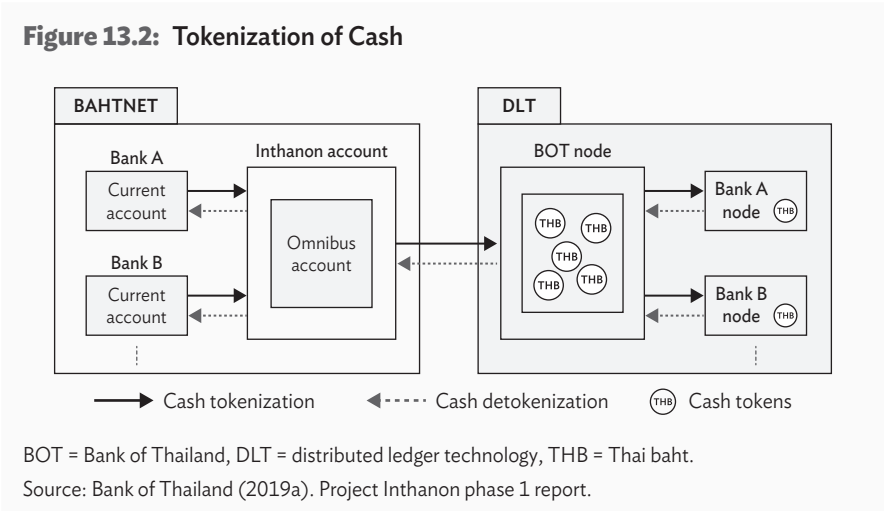 Figure 13.2: Tokenization of Cash
BAHTNET
DLT
Bank A
Inthanon account
BOT node
Current
account
Bank A
node THB
Omnibus
account
THB
THB
THB
THB
THB
Bank B
Current
account
Bank B
node THB
Cash tokenization
Cash detokenization
THB Cash tokens
BOT = Bank of Thailand, DLT = distributed ledger technology, THB = Thai baht.
Source: Bank of Thailand (2019a). Project Inthanon phase 1 report.